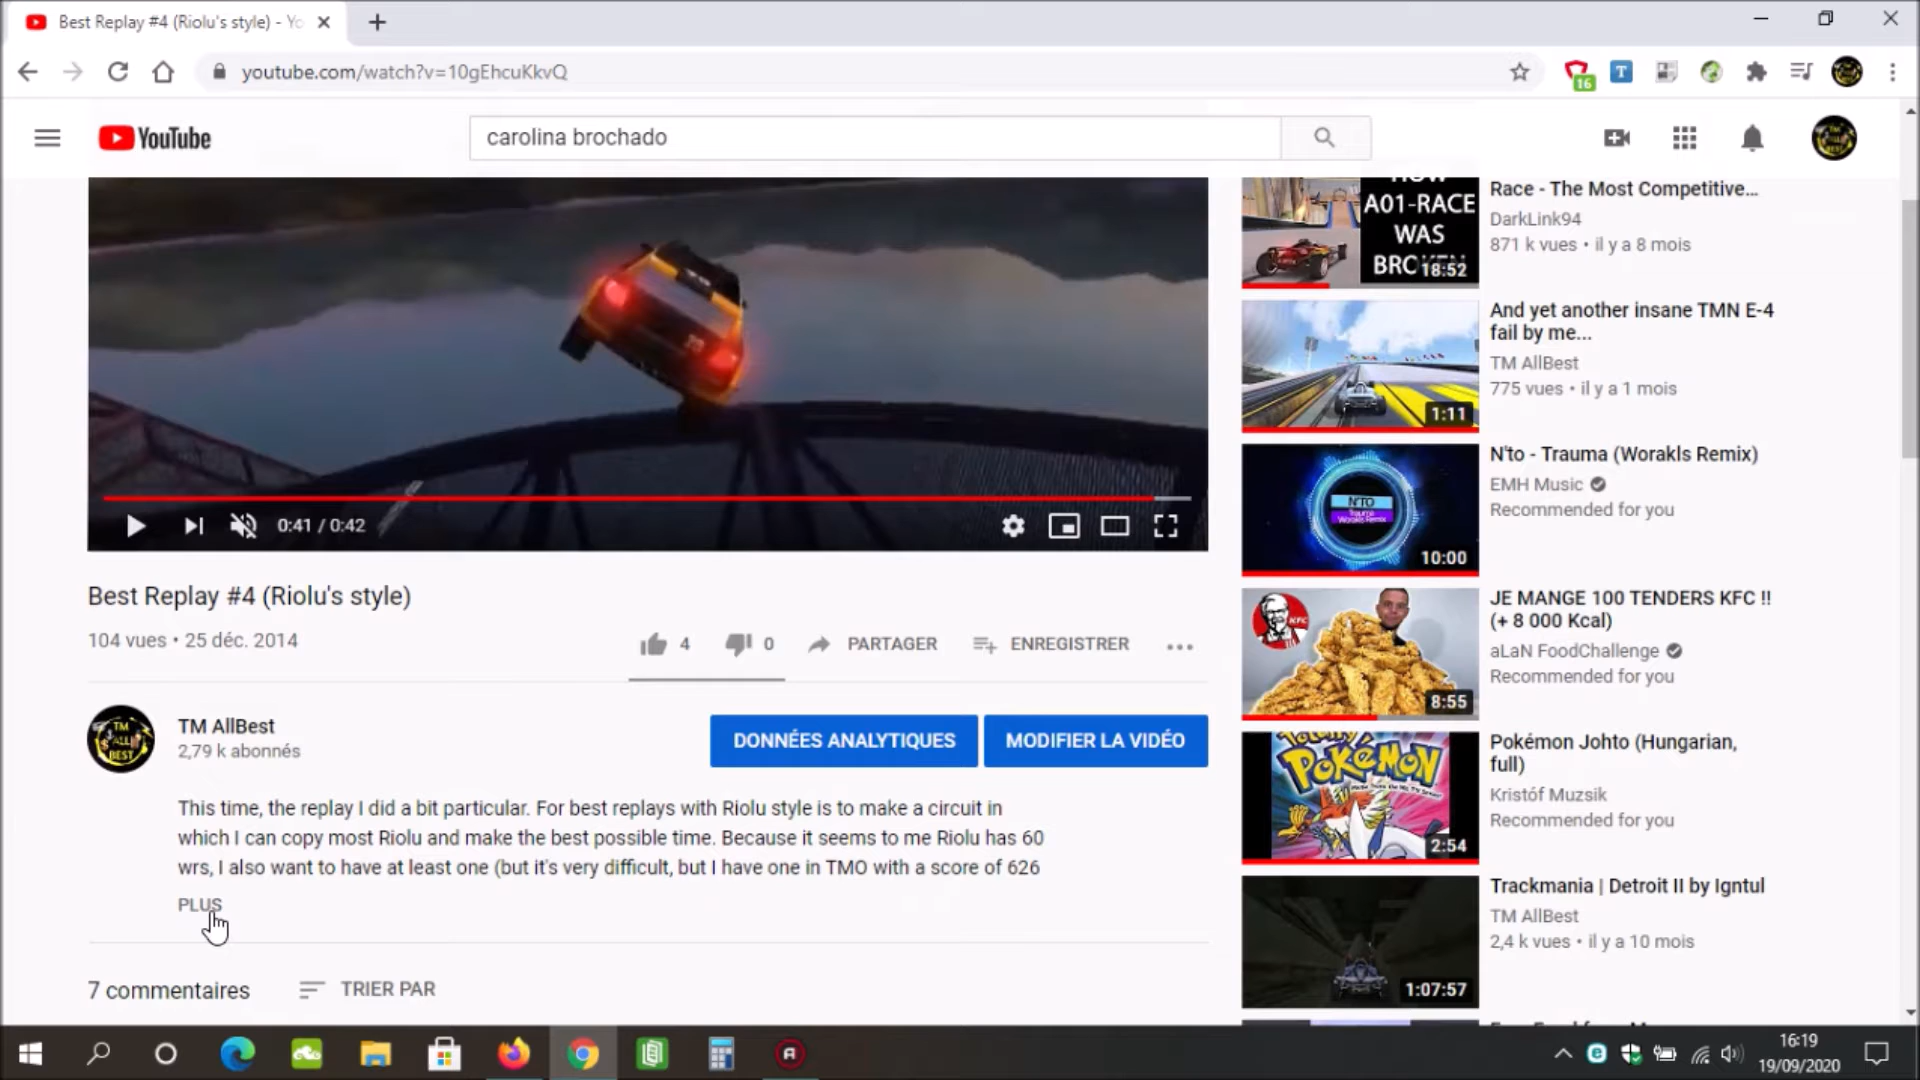 Best Replay #4 (Riolu's style) - Yo
youtube.com/watch?v=10gEhcuKkvQ
16
T
YouTube
carolina brochado
0:41 / 0:42
Best Replay #4 (Riolu's style)
104 vues • 25 déc. 2014
4
0
PARTAGER
ENREGISTRER
TM ALL BEST
TM AllBest
2,79 k abonnés
DONNÉES ANALYTIQUES
MODIFIER LA VIDÉO
This time, the replay I did a bit particular. For best replays with Riolu style is to make a circuit in
which I can copy most Riolu and make the best possible time. Because it seems to me Riolu has 60
wrs, I also want to have at least one (but it's very difficult, but I have one in TMO with a score of 626
PLUS
7 commentaires
TRIER PAR
A01-RACE
WAS
18:52
Race - The Most Competitive...
DarkLink94
871 k vues • il y a 8 mois
1:11
And yet another insane TMN E-4
fail by me...
TM AllBest
775 vues • il y a 1 mois
N'TO
Trauma
Worakls Remix
10:00
N'to - Trauma (Worakls Remix)
EMH Music
Recommended for you
KFC
8:55
JE MANGE 100 TENDERS KFC !!
(+ 8 000 Kcal)
aLaN FoodChallenge
Recommended for you
POKéMON
2:54
Pokémon Johto (Hungarian,
full)
Kristóf Muzsik
Recommended for you
1:07:57
Trackmania | Detroit II by Igntul
TM AllBest
2,4 k vues • il y a 10 mois
16:19
19/09/2020